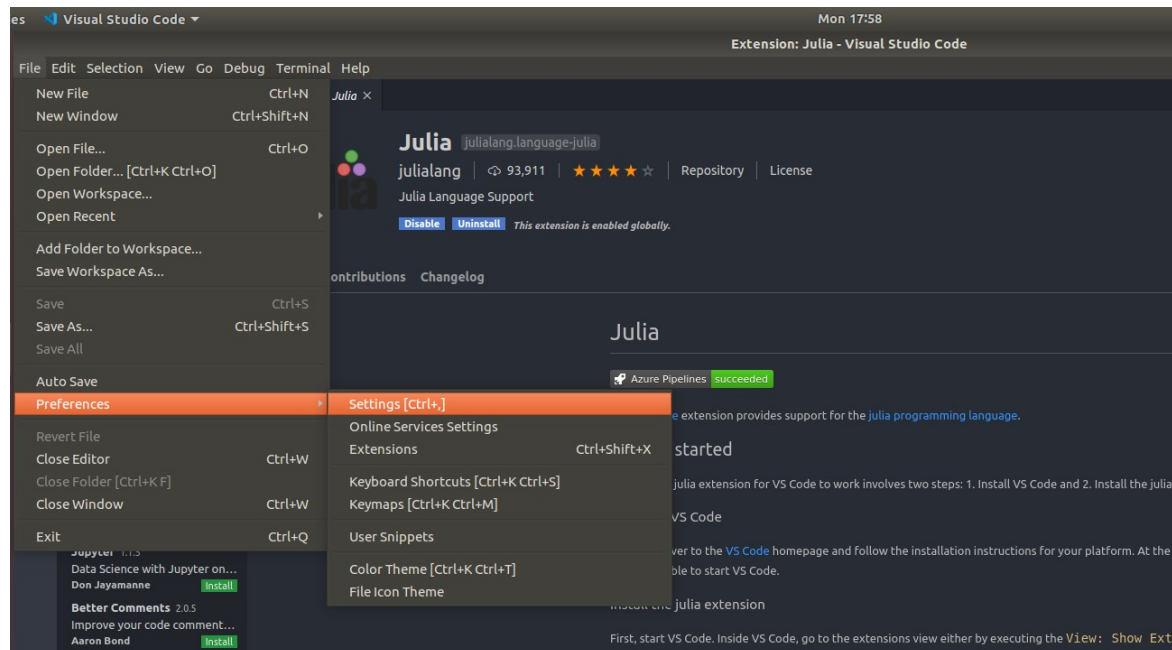 es Visual Studio Code Mon 17:58
Extension: Julia - Visual Studio Code
File Edit Selection View Go Debug Terminal Help
New File Ctrl+N
New Window Ctrl+Shift+N
Open File... Ctrl+O
Open Folder... [Ctrl+K Ctrl+O]
Open Workspace...
Open Recent
Add Folder to Workspace...
Save Workspace As...
Save Ctrl+S
Save As... Ctrl+Shift+S
Save All
Auto Save
Preferences
Revert File
Close Editor Ctrl+W
Close Folder [Ctrl+K F]
Close Window Ctrl+W
Exit Ctrl+Q
Settings [Ctrl+,]
Online Services Settings
Extensions Ctrl+Shift+X
Keyboard Shortcuts [Ctrl+K Ctrl+S]
Keymaps [Ctrl+K Ctrl+M]
User Snippets
Color Theme [Ctrl+K Ctrl+T]
File Icon Theme
Julia ×
Julia julialang.language-julia
julialang 93,911 Repository License
Julia Language Support
Disable Uninstall This extension is enabled globally.
ontributions Changelog
Julia
Azure Pipelines succeeded
e extension provides support for the julia programming language.
started
julia extension for VS Code to work involves two steps: 1. Install VS Code and 2. Install the julia
VS Code
ver to the VS Code homepage and follow the installation instructions for your platform. At the
ble to start VS Code.
Install the julia extension
First, start VS Code. Inside VS Code, go to the extensions view either by executing the View: Show Ext
Jupyter 1.1.3
Data Science with Jupyter on...
Don Jayamanne Install
Better Comments 2.0.5
Improve your code comment...
Aaron Bond Install